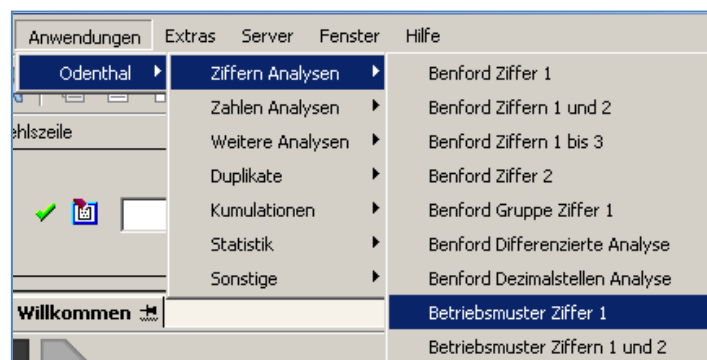 Anwendungen Extras Server Fenster Hilfe
Odenthal
Ziffern Analysen
Zahlen Analysen
Weitere Analysen
Duplikate
Kumulationen
Statistik
Sonstige
Benford Ziffer 1
Benford Ziffern 1 und 2
Benford Ziffern 1 bis 3
Benford Ziffer 2
Benford Gruppe Ziffer 1
Benford Differenzierte Analyse
Benford Dezimalstellen Analyse
Betriebsmuster Ziffer 1
Betriebsmuster Ziffern 1 und 2
ehlszeile
Willkommen